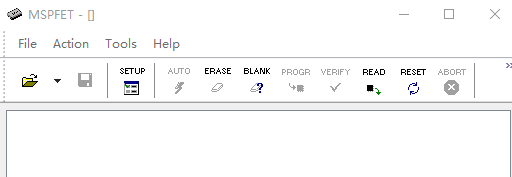 MSPFET - []
File Action Tools Help
SETUP AUTO ERASE BLANK PROGR VERIFY READ RESET ABORT